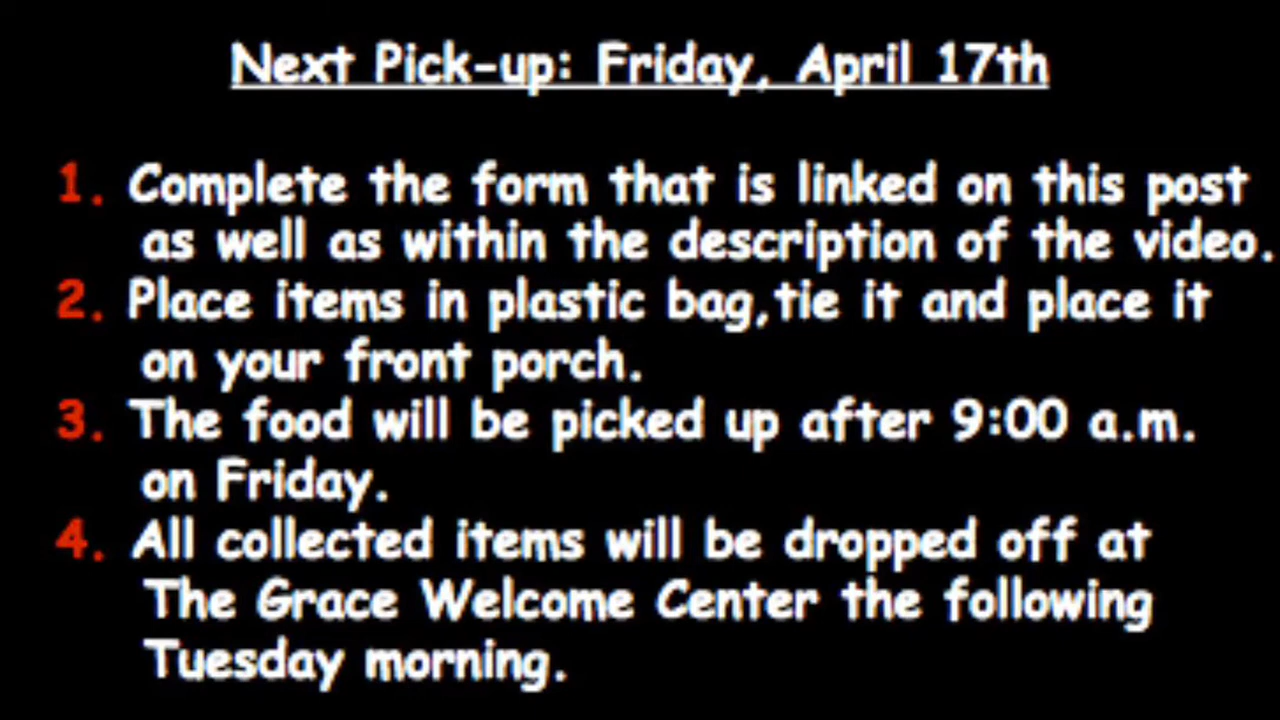 Next Pick-up: Friday, April 17th
1. Complete the form that is linked on this post
as well as within the description of the video.
2. Place items in plastic bag,tie it and place it
on your front porch.
3. The food will be picked up after 9:00 a.m.
on Friday.
4. All collected items will be dropped off at
The Grace Welcome Center the following
Tuesday morning.